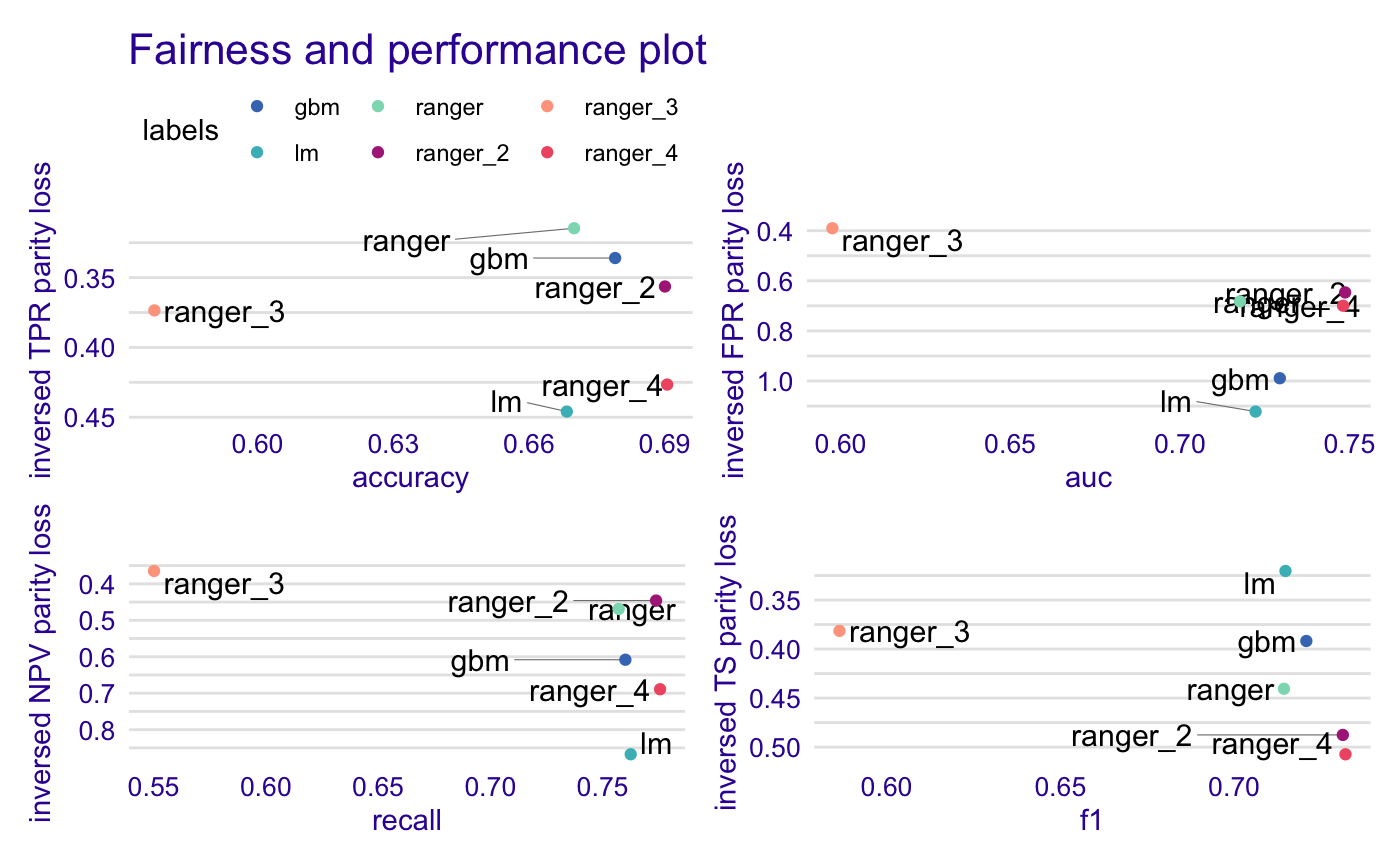 Fairness and performance plot
labels
gbm
ranger
ranger_3
lm
ranger_2
ranger_4
inversed TPR parity loss
0.35
0.40
0.45
ranger
gbm
ranger_2
ranger_3
ranger_4
lm
0.60 0.63 0.66 0.69
accuracy
inversed FPR parity loss
0.4
0.6
0.8
1.0
ranger_3
ranger_2
ranger
ranger_4
gbm
lm
0.60 0.65 0.70 0.75
auc
inversed NPV parity loss
0.4
0.5
0.6
0.7
0.8
ranger_3
ranger_2
ranger
gbm
ranger_4
lm
0.55 0.60 0.65 0.70 0.75
recall
inversed TS parity loss
0.35
0.40
0.45
0.50
lm
ranger_3
gbm
ranger
ranger_2
ranger_4
0.60 0.65 0.70
f1